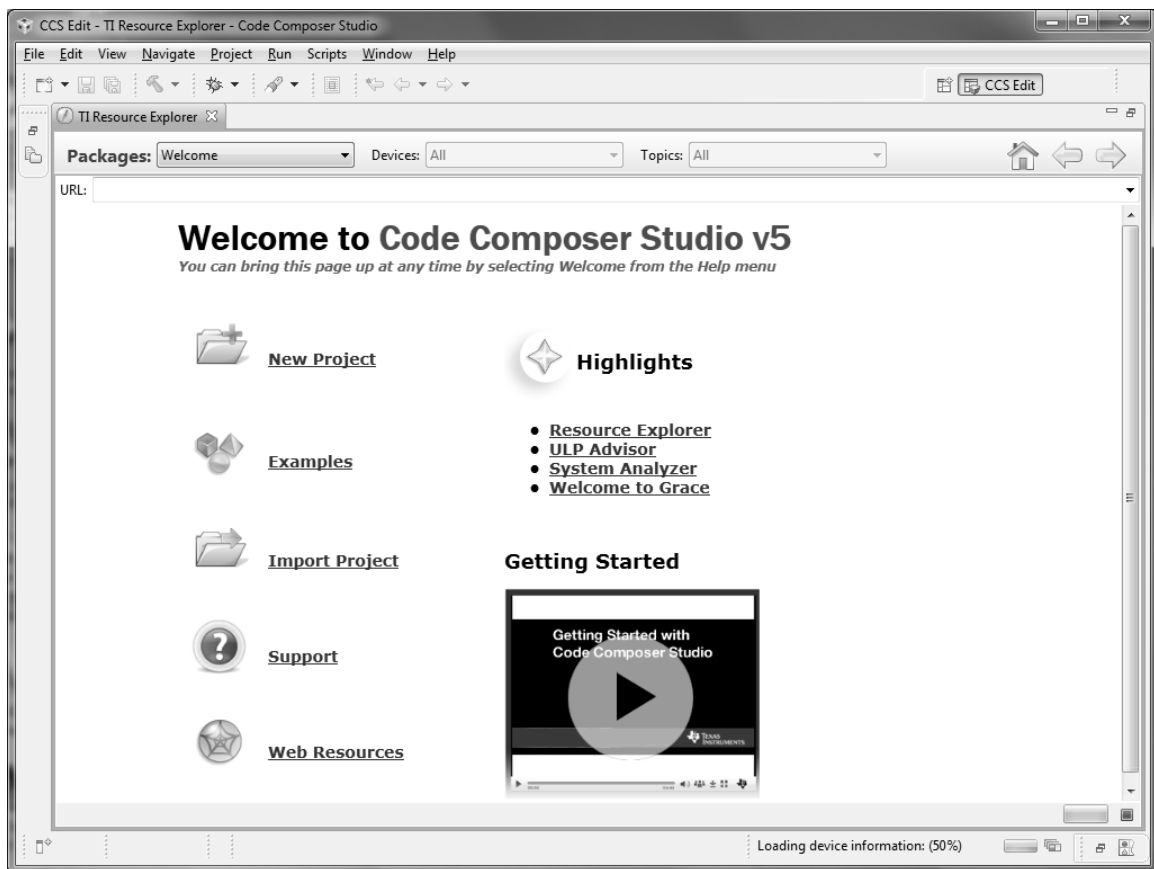 CCS Edit - TI Resource Explorer - Code Composer Studio
File Edit View Navigate Project Run Scripts Window Help
CCS Edit
TI Resource Explorer
Packages: Welcome Devices: All Topics: All
URL:
Welcome to Code Composer Studio v5
You can bring this page up at any time by selecting Welcome from the Help menu
New Project
Examples
Import Project
Support
Web Resources
Highlights
Resource Explorer
ULP Advisor
System Analyzer
Welcome to Grace
Getting Started
Getting Started with
Code Composer Studio
Texas
Instruments
Loading device information: (50%)